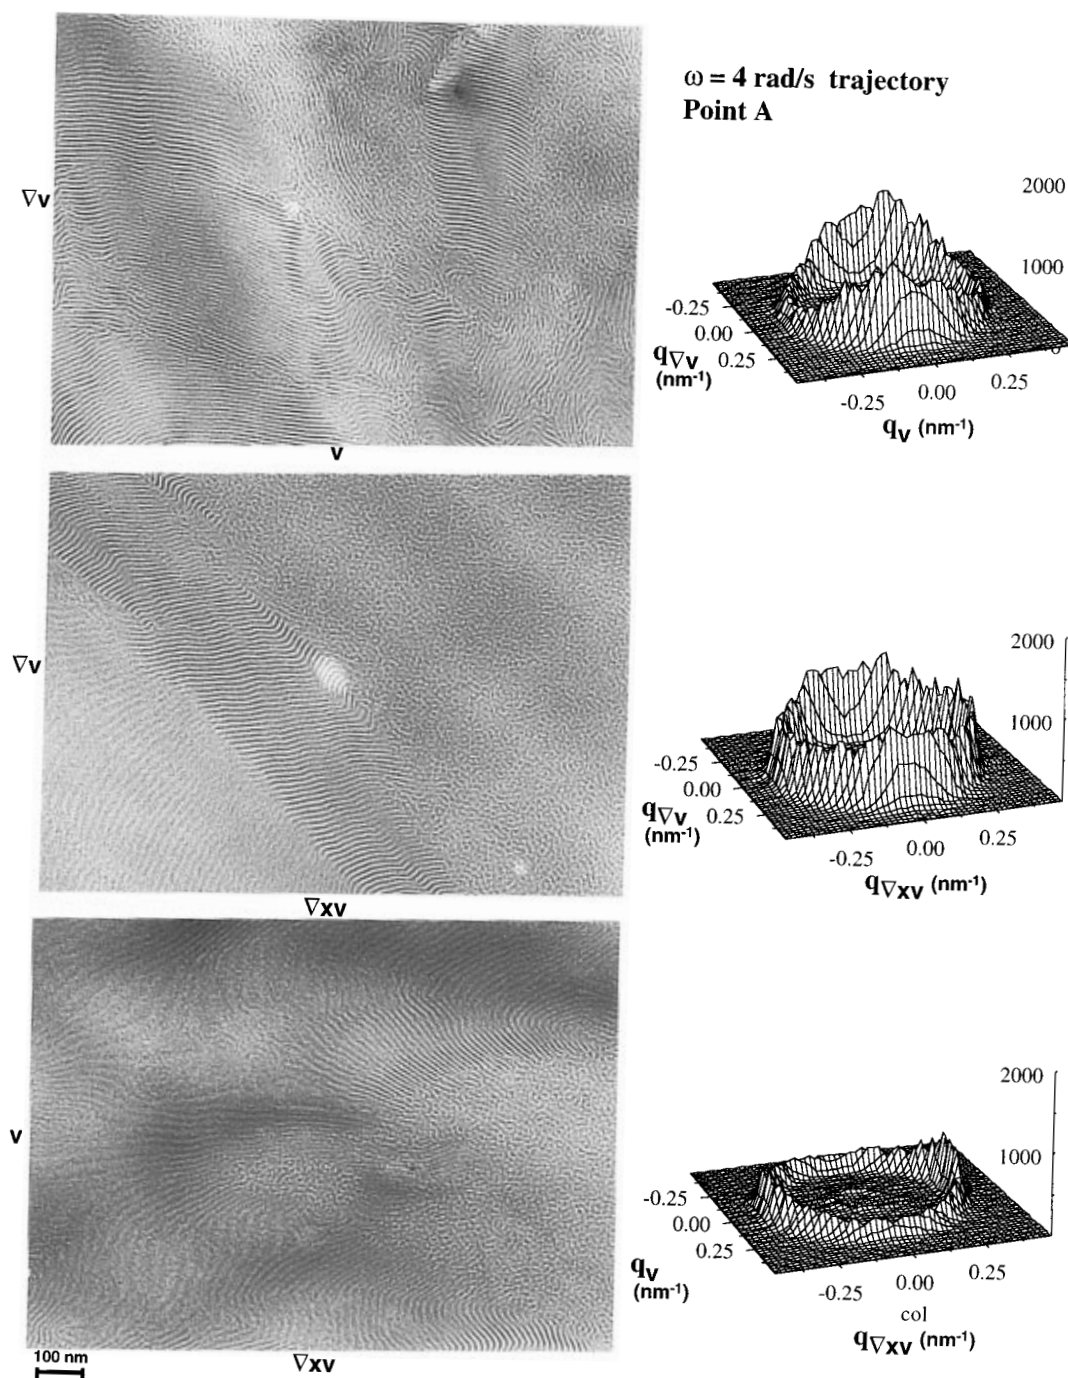 ω = 4 rad/s trajectory
Point A
∇v
v
2000
1000
0
-0.25
0.00
0.25
q∇v
(nm-1)
-0.25
0.00
0.25
qv (nm-1)
∇v
∇xv
2000
1000
-0.25
0.00
0.25
q∇v
(nm-1)
-0.25
0.00
0.25
q∇xv (nm-1)
v
∇xv
100 nm
2000
1000
-0.25
0.00
0.25
qv
(nm-1)
-0.25
0.00
0.25
col
q∇xv (nm-1)